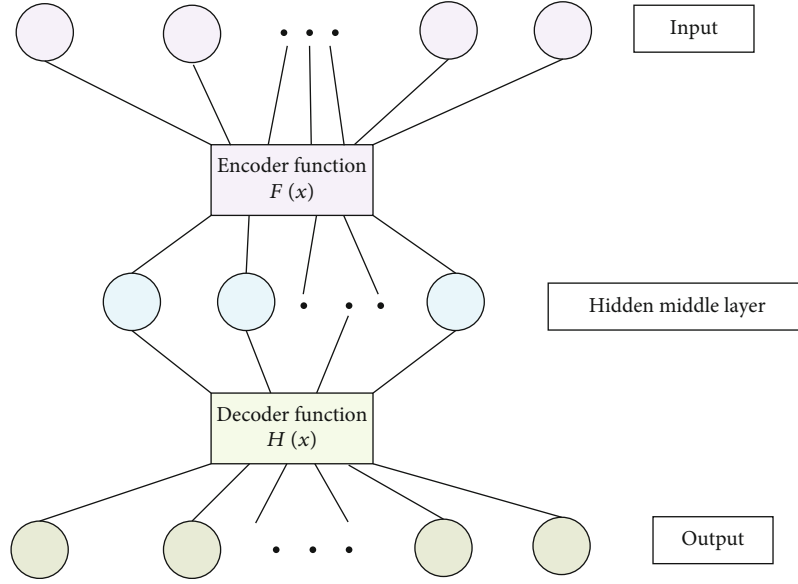 Input
Encoder function
F (x)
Hidden middle layer
Decoder function
H (x)
Output